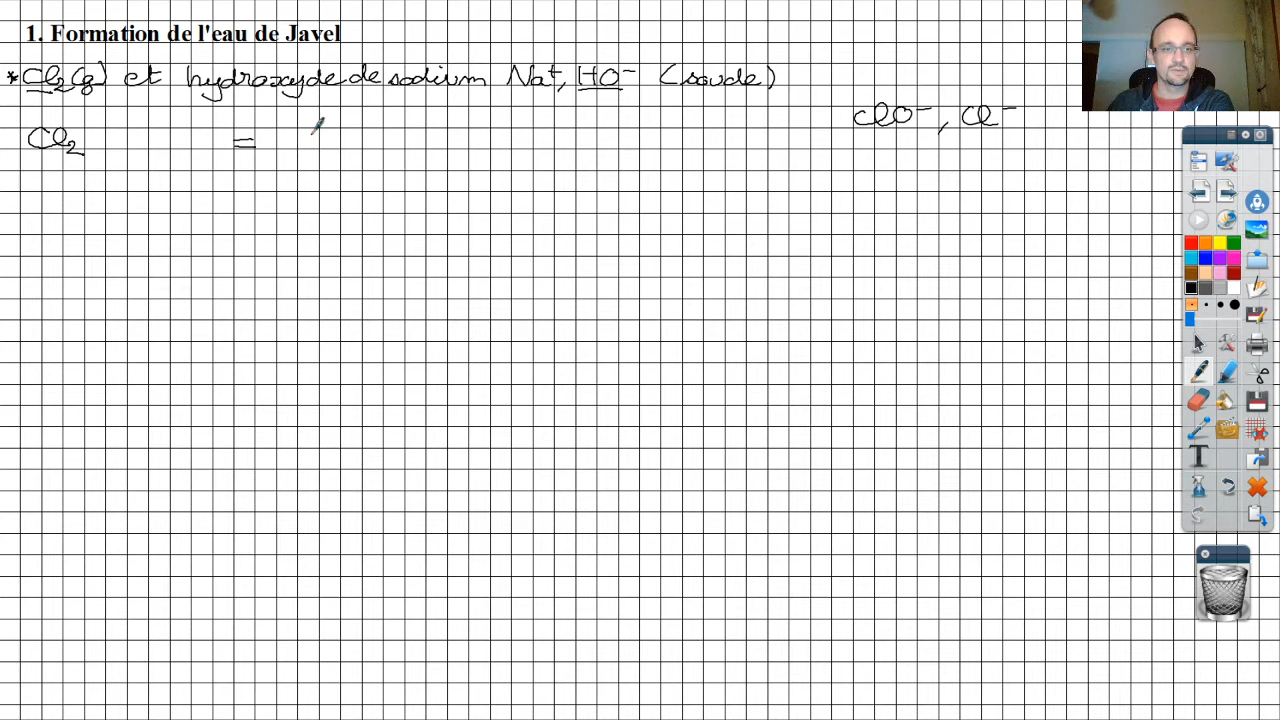 1. Formation de l'eau de Javel
* Cl₂(g) et hydroxyde de sodium Na⁺, HO⁻ (soude)
ClO⁻, Cl⁻
Cl₂ =